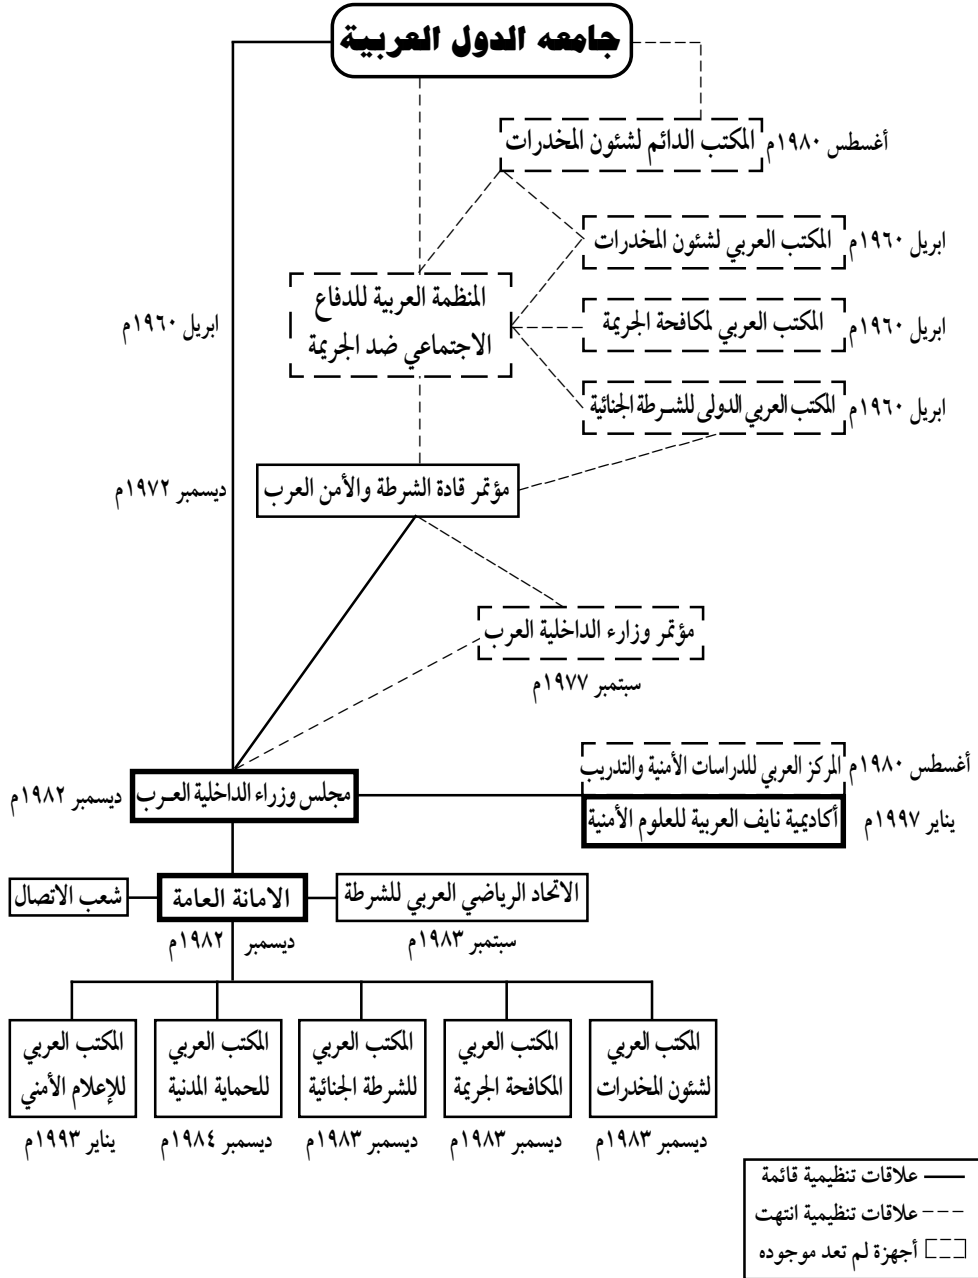 جامعه الدول العربية
المكتب الدائم لشئون المخدرات
أغسطس ١٩٨٠م
المكتب العربي لشئون المخدرات
ابريل ١٩٦٠م
المنظمة العربية للدفاع
الاجتماعي ضد الجريمة
ابريل ١٩٦٠م
المكتب العربي لمكافحة الجريمة
ابريل ١٩٦٠م
المكتب العربي الدولى للشرطة الجنائية
ابريل ١٩٦٠م
مؤتمر قادة الشرطة والأمن العرب
ديسمبر ١٩٧٢م
مؤتمر وزارء الداخلية العرب
سبتمبر ١٩٧٧م
المركز العربي للدراسات الأمنية والتدريب
أغسطس ١٩٨٠م
مجلس وزراء الداخلية العرب
ديسمبر ١٩٨٢م
أكاديمية نايف العربية للعلوم الأمنية
يناير ١٩٩٧م
الاتحاد الرياضي العربي للشرطة
سبتمبر ١٩٨٣م
الامانة العامة
ديسمبر ١٩٨٢م
شعب الاتصال
المكتب العربي
لشئون المخدرات
ديسمبر ١٩٨٣م
المكتب العربي
المكافحة الجريمة
ديسمبر ١٩٨٣م
المكتب العربي
للشرطة الجنائية
ديسمبر ١٩٨٣م
المكتب العربي
للحماية المدنية
ديسمبر ١٩٨٤م
المكتب العربي
للإعلام الأمني
يناير ١٩٩٣م
علاقات تنظيمية قائمة
علاقات تنظيمية انتهت
أجهزة لم تعد موجوده